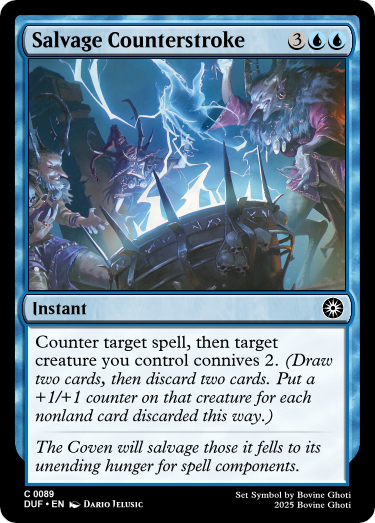 Salvage Counterstroke 3
Instant
Counter target spell, then target
creature you control connives 2. (Draw
two cards, then discard two cards. Put a
+1/+1 counter on that creature for each
nonland card discarded this way.)
The Coven will salvage those it fells to its
unending hunger for spell components.
C 0089
DUF • EN Dario Jelusic
Set Symbol by Bovine Ghoti
2025 Bovine Ghoti